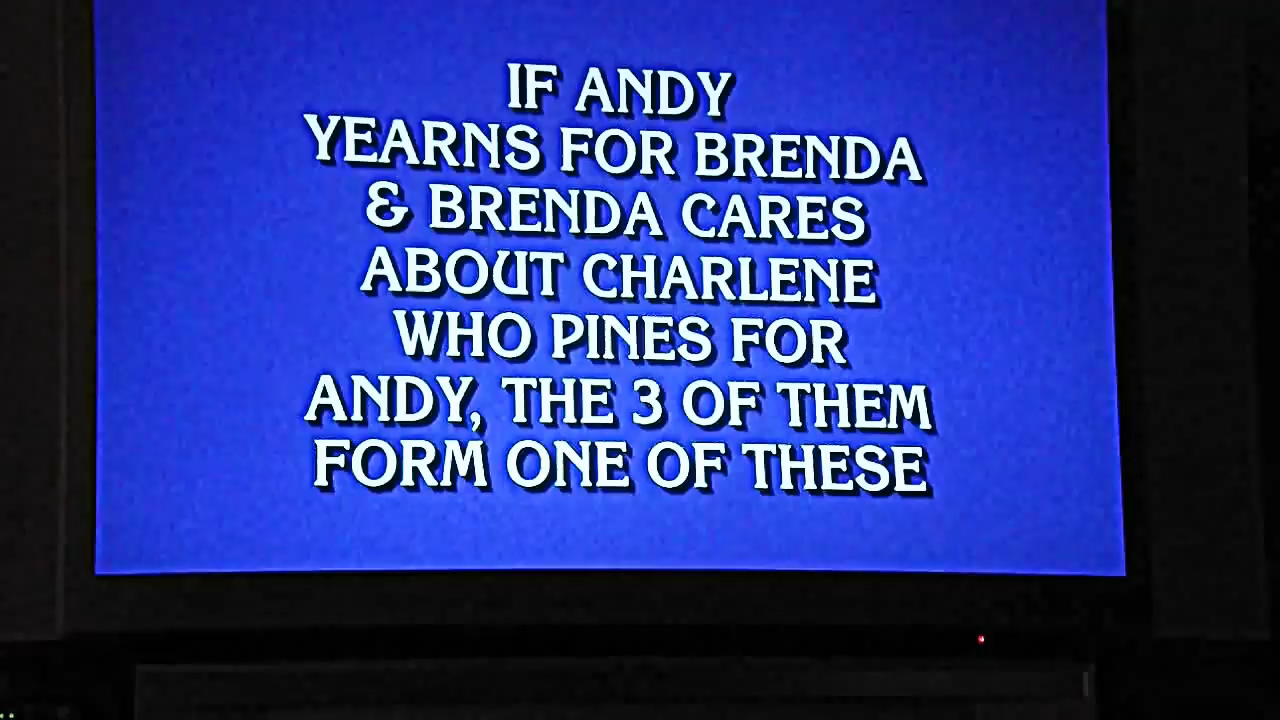 IF ANDY
YEARNS FOR BRENDA
& BRENDA CARES
ABOUT CHARLENE
WHO PINES FOR
ANDY, THE 3 OF THEM
FORM ONE OF THESE